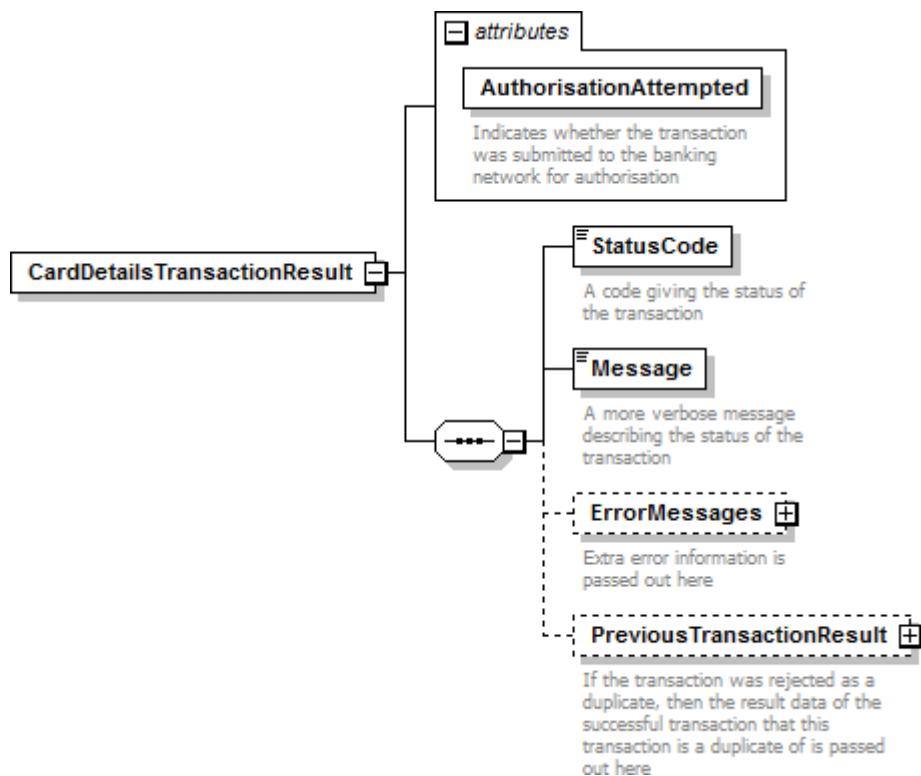 attributes
AuthorisationAttempted
Indicates whether the transaction
was submitted to the banking
network for authorisation
CardDetailsTransactionResult
StatusCode
A code giving the status of
the transaction
Message
A more verbose message
describing the status of the
transaction
ErrorMessages
Extra error information is
passed out here
PreviousTransactionResult
If the transaction was rejected as a
duplicate, then the result data of the
successful transaction that this
transaction is a duplicate of is passed
out here